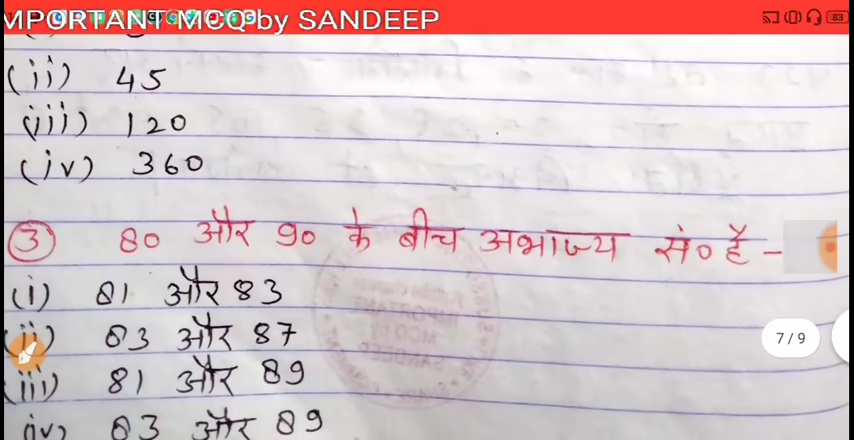 MPORTANT MCQ by SANDEEP
83
(ii) 45
(iii) 120
(iv) 360
③ 80 और 90 के बीच अभाज्य सं० है -
(i) 81 और 83
(ii) 83 और 87
7/9
(iii) 81 और 89
(iv) 83 और 89